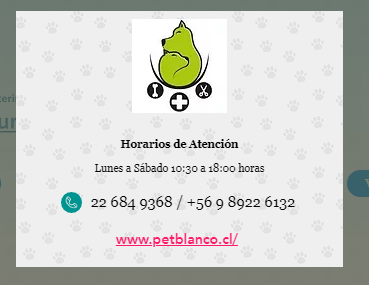 Horarios de Atención
Lunes a Sábado 10:30 a 18:00 horas
22 684 9368 / +56 9 8922 6132
www.petblanco.cl/